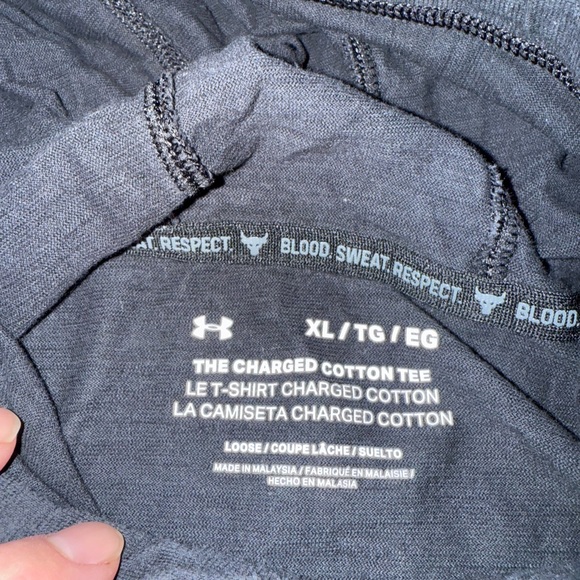 AT. RESPECT. BLOOD. SWEAT. RESPECT. BLOOD.
XL / TG / EG
THE CHARGED COTTON TEE
LE T-SHIRT CHARGED COTTON
LA CAMISETA CHARGED COTTON
LOOSE / COUPE LÂCHE / SUELTO
MADE IN MALAYSIA / FABRIQUÉ EN MALAISIE /
HECHO EN MALASIA